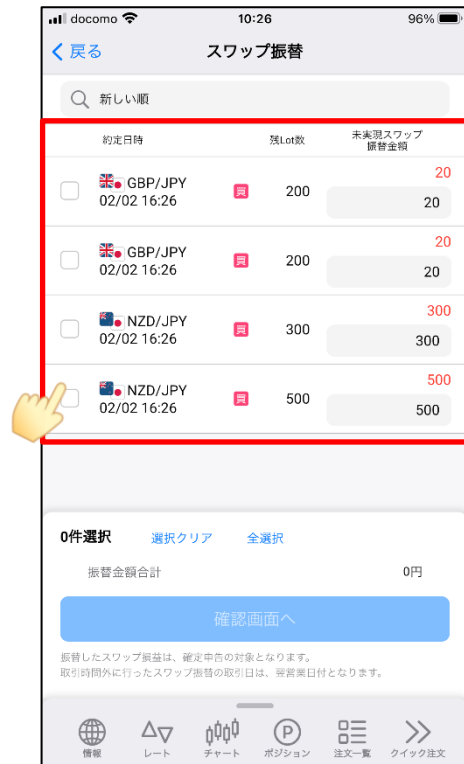 docomo 10:26 96%
戻る スワップ振替
新しい順
約定日時 残Lot数 未実現スワップ
振替金額
20
GBP/JPY 買 200
02/02 16:26 20
20
GBP/JPY 買 200
02/02 16:26 20
300
NZD/JPY 買 300
02/02 16:26 300
500
NZD/JPY 買 500
02/02 16:26 500
0件選択 選択クリア 全選択
振替金額合計 0円
確認画面へ
振替したスワップ損益は、確定申告の対象となります。
取引時間外に行ったスワップ振替の取引日は、翌営業日付となります。
P
情報 レート チャート ポジション 注文一覧 クイック注文